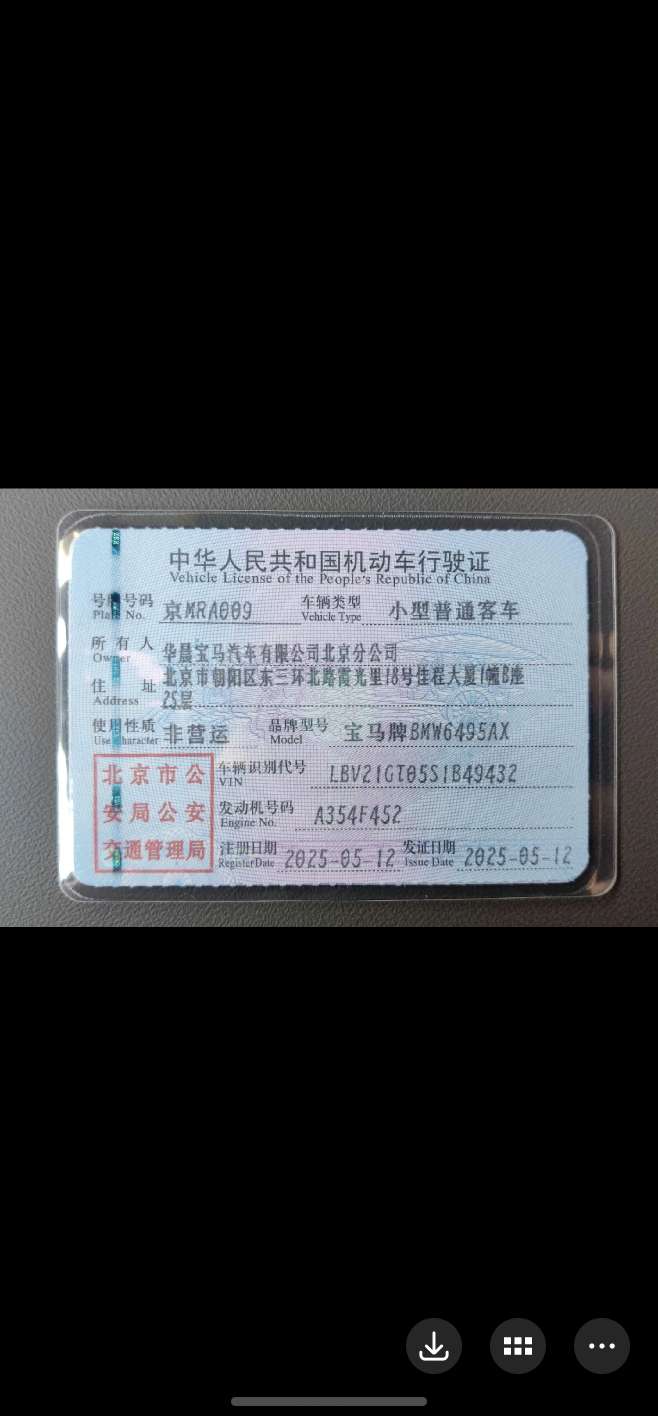 中华人民共和国机动车行驶证
Vehicle License of the People's Republic of China
号牌号码 京MRA009 车辆类型 小型普通客车
Plate No. Vehicle Type
所有人 华晨宝马汽车有限公司北京分公司
Owner
住址 北京市朝阳区东三环北路霞光里18号佳程大厦1幢B座
Address 25层
使用性质 非营运 品牌型号 宝马牌BMW6495AX
Use Character Model
北京市公 车辆识别代号 LBV21GT05S1B49432
VIN
安局公安 发动机号码 A354F452
Engine No.
交通管理局 注册日期 2025-05-12 发证日期 2025-05-12
Register Date Issue Date